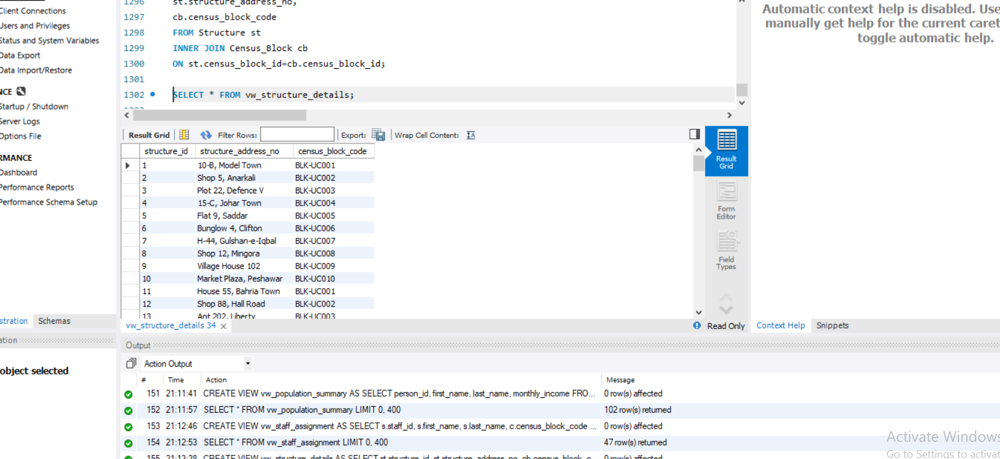 Client Connections
Users and Privileges
Status and System Variables
Data Export
Data Import/Restore
NCE
Startup / Shutdown
Server Logs
Options File
RMANCE
Dashboard
Performance Reports
Performance Schema Setup
stration Schemas
ation
object selected
1296 st.structure_address_no,
1297 cb.census_block_code
1298 FROM Structure st
1299 INNER JOIN Census_Block cb
1300 ON st.census_block_id=cb.census_block_id;
1301
1302 SELECT * FROM vw_structure_details;
Result Grid Filter Rows: Export: Wrap Cell Content:
structure_id structure_address_no census_block_code
1 10-B, Model Town BLK-UC001
2 Shop 5, Anarkali BLK-UC002
3 Plot 22, Defence V BLK-UC003
4 15-C, Johar Town BLK-UC004
5 Flat 9, Saddar BLK-UC005
6 Bunglow 4, Clifton BLK-UC006
7 H-44, Gulshan-e-Iqbal BLK-UC007
8 Shop 12, Mingora BLK-UC008
9 Village House 102 BLK-UC009
10 Market Plaza, Peshawar BLK-UC010
11 House 55, Bahria Town BLK-UC001
12 Shop 88, Hall Road BLK-UC002
13 Apt 202, Liberty BLK-UC003
Result
Grid
Form
Editor
Field
Types
vw_structure_details 34
Read Only
Automatic context help is disabled. Use
manually get help for the current caret
toggle automatic help.
Context Help Snippets
Output
Action Output
# Time Action Message
151 21:11:41 CREATE VIEW vw_population_summary AS SELECT person_id, first_name, last_name, monthly_income FRO... 0 row(s) affected
152 21:11:57 SELECT * FROM vw_population_summary LIMIT 0, 400 102 row(s) returned
153 21:12:46 CREATE VIEW vw_staff_assignment AS SELECT s.staff_id, s.first_name, s.last_name, c.census_block_code ... 0 row(s) affected
154 21:12:53 SELECT * FROM vw_staff_assignment LIMIT 0, 400 47 row(s) returned
155 21:13:28 CREATE VIEW vw_structure_details AS SELECT st.structure_id, st.structure_address_no, cb.census_block_c... 0 row(s) affected
Activate Windows
Go to Settings to activat